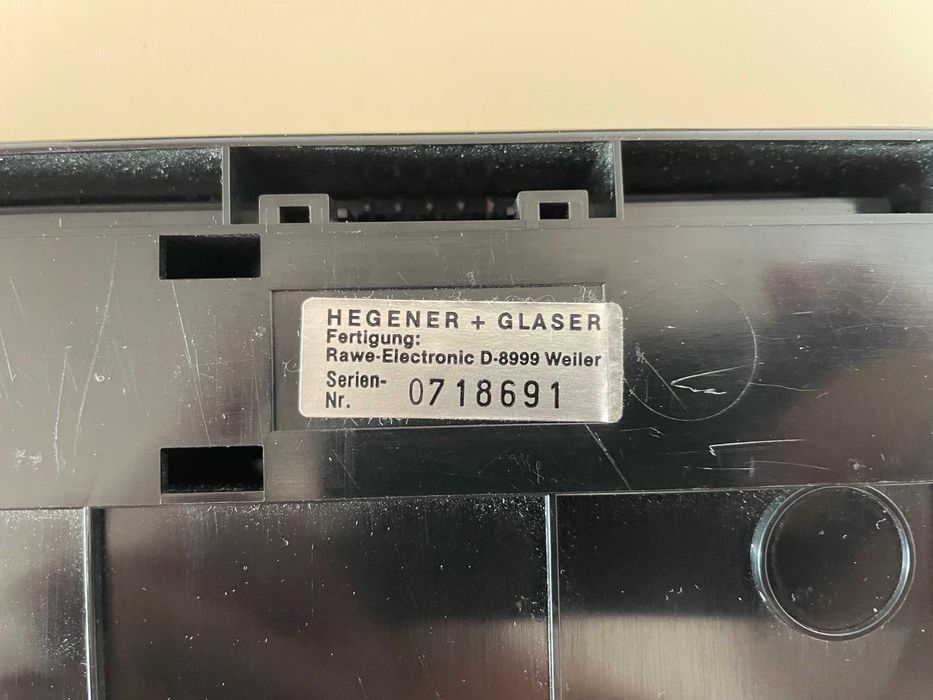 HEGENER + GLASER
Fertigung:
Rawe-Electronic D-8999 Weiler
Serien-
Nr. 0718691